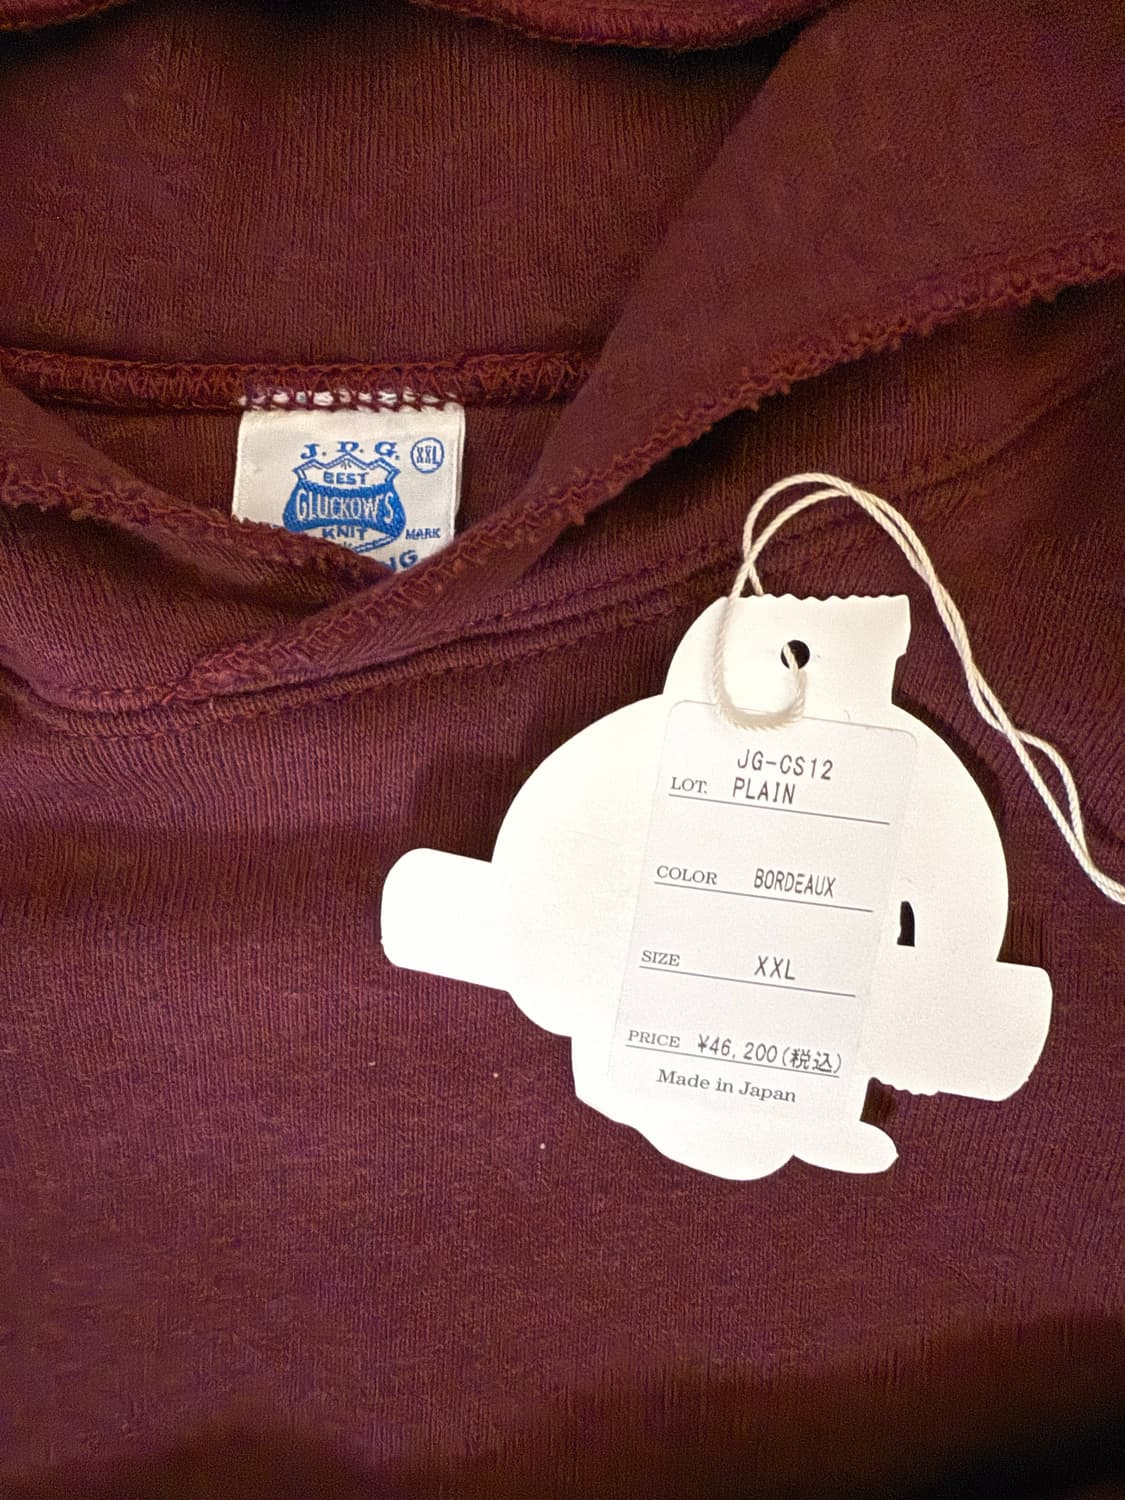 J. D. G. XXL
BEST
GLUCKOW'S
KNIT
MARK
JG-CS12
LOT. PLAIN
COLOR BORDEAUX
SIZE XXL
PRICE ¥46,200(税込)
Made in Japan